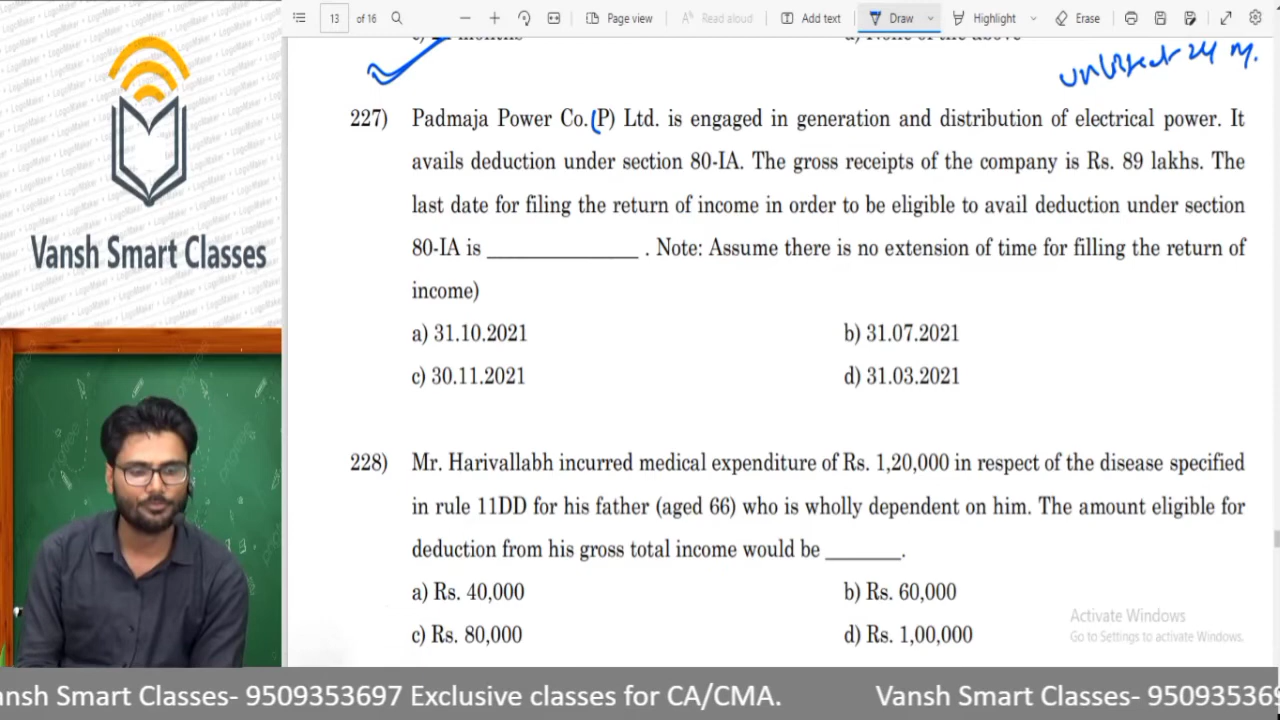 13 of 16 Page view Read aloud Add text Draw Highlight Erase
unlisted 24 m.
227) Padmaja Power Co.(P) Ltd. is engaged in generation and distribution of electrical power. It
avails deduction under section 80-IA. The gross receipts of the company is Rs. 89 lakhs. The
last date for filing the return of income in order to be eligible to avail deduction under section
80-IA is ______________ . Note: Assume there is no extension of time for filling the return of
income)
a) 31.10.2021 b) 31.07.2021
c) 30.11.2021 d) 31.03.2021
228) Mr. Harivallabh incurred medical expenditure of Rs. 1,20,000 in respect of the disease specified
in rule 11DD for his father (aged 66) who is wholly dependent on him. The amount eligible for
deduction from his gross total income would be _______.
a) Rs. 40,000 b) Rs. 60,000
c) Rs. 80,000 d) Rs. 1,00,000
Activate Windows
Go to Settings to activate Windows.
Vansh Smart Classes
nsh Smart Classes- 9509353697 Exclusive classes for CA/CMA. Vansh Smart Classes- 950935369